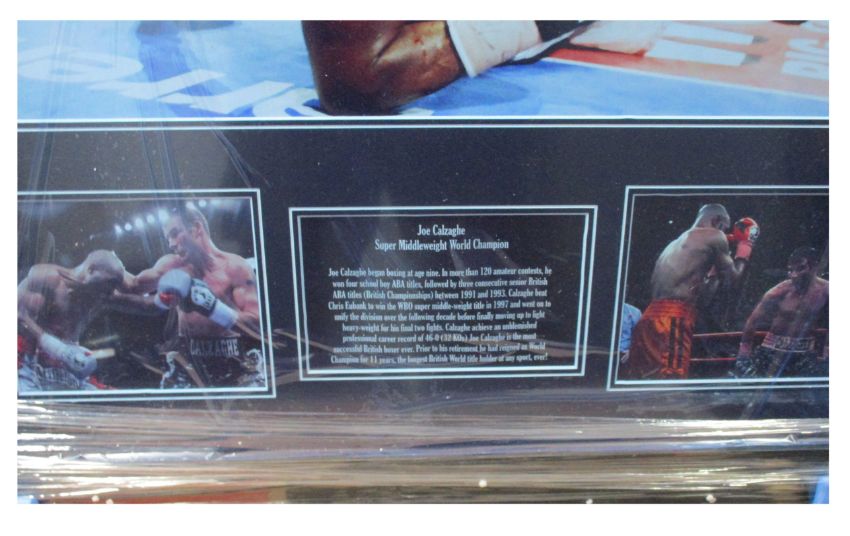 Joe Calzaghe
Super Middleweight World Champion
Joe Calzaghe began boxing at age nine. In more than 120 amateur contests, he
won four school boy ABA titles, followed by three consecutive senior British
ABA titles (British Championships) between 1991 and 1993. Calzaghe beat
Chris Eubank to win the WBO super middle-weight title in 1997 and went on to
unify the division over the following decade before finally moving up to light
heavy-weight for his final two fights. Calzaghe achieve an unblemished
professional career record of 46-0 (32 KOs) Joe Calzaghe is the most
successful British boxer ever. Prior to his retirement he had reigned as World
Champion for 11 years, the longest British World title holder of any sport, ever!
CALZAGHE